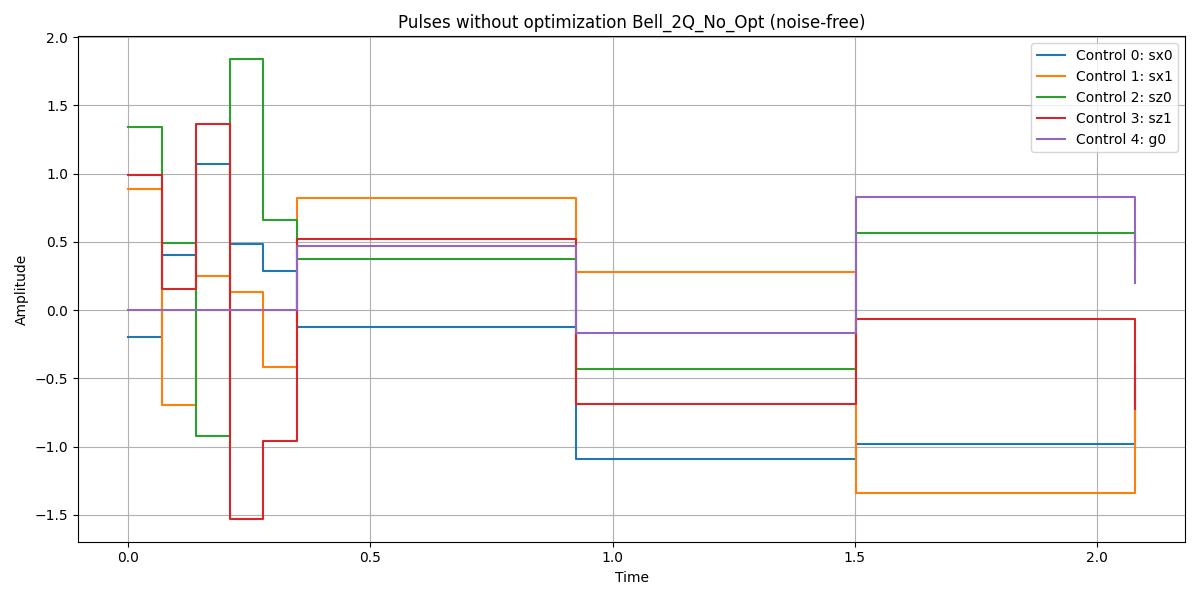 Pulses without optimization Bell_2Q_No_Opt (noise-free)
2.0
1.5
1.0
0.5
0.0
−0.5
−1.0
−1.5
Amplitude
Control 0: sx0
Control 1: sx1
Control 2: sz0
Control 3: sz1
Control 4: g0
0.0
0.5
1.0
1.5
2.0
Time